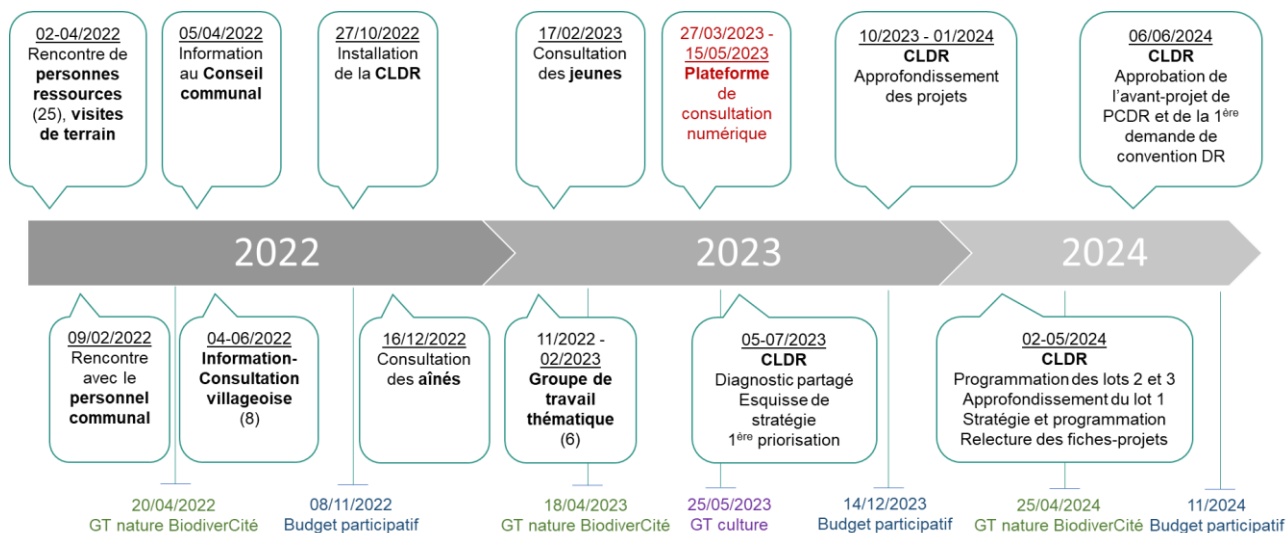 02-04/2022
Rencontre de
personnes
ressources
(25), visites
de terrain
05/04/2022
Information
au Conseil
communal
27/10/2022
Installation
de la CLDR
17/02/2023
Consultation
des jeunes
27/03/2023 -
15/05/2023
Plateforme
de
consultation
numérique
10/2023 - 01/2024
CLDR
Approfondissement
des projets
06/06/2024
CLDR
Approbation de
l'avant-projet de
PCDR et de la 1ère
demande de
convention DR
2022
2023
2024
09/02/2022
Rencontre
avec le
personnel
communal
04-06/2022
Information-
Consultation
villageoise
(8)
16/12/2022
Consultation
des aînés
11/2022 -
02/2023
Groupe de
travail
thématique
(6)
05-07/2023
CLDR
Diagnostic partagé
Esquisse de
stratégie
1ère priorisation
02-05/2024
CLDR
Programmation des lots 2 et 3
Approfondissement du lot 1
Stratégie et programmation
Relecture des fiches-projets
20/04/2022
GT nature BiodiverCité
08/11/2022
Budget participatif
18/04/2023
GT nature BiodiverCité
25/05/2023
GT culture
14/12/2023
Budget participatif
25/04/2024
GT nature BiodiverCité
11/2024
Budget participatif